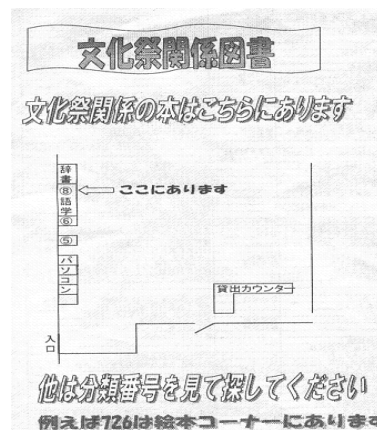 文化祭関係図書
文化祭関係の本はこちらにあります
辞書
⑧
語学
⑥
⑤
パソコン
ここにあります
貸出カウンター
入口
他は分類番号を見て探してください
例えば726は絵本コーナーにあります